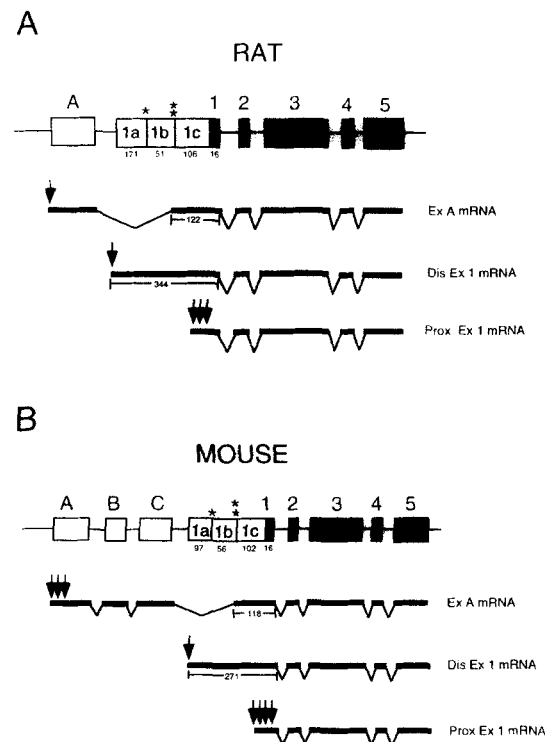 A
RAT
A 1a * 1b ** 1c 1 2 3 4 5
171 51 106 16
122
Ex A mRNA
344
Dis Ex 1 mRNA
Prox Ex 1 mRNA
B
MOUSE
A B C 1a * 1b ** 1c 1 2 3 4 5
97 56 102 16
118
Ex A mRNA
271
Dis Ex 1 mRNA
Prox Ex 1 mRNA